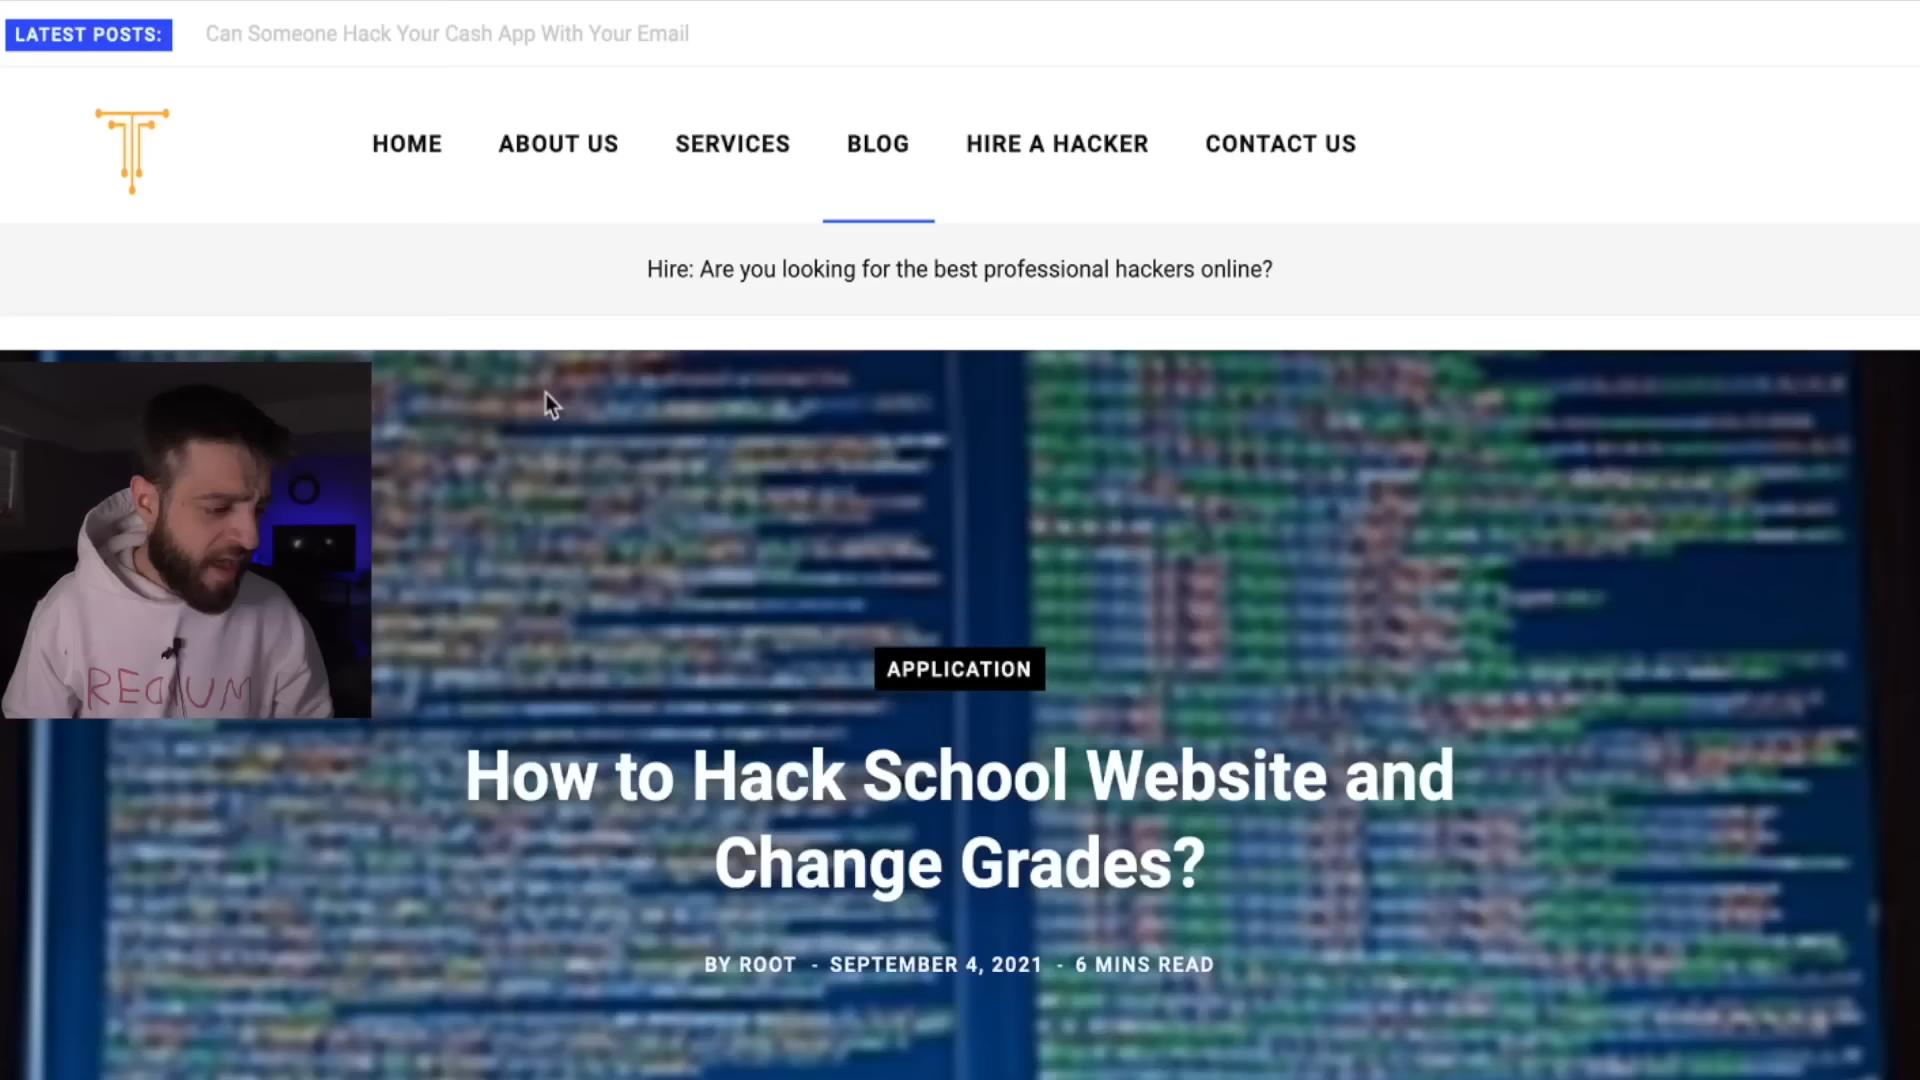 LATEST POSTS:
Can Someone Hack Your Cash App With Your Email
HOME
ABOUT US
SERVICES
BLOG
HIRE A HACKER
CONTACT US
Hire: Are you looking for the best professional hackers online?
APPLICATION
How to Hack School Website and
Change Grades?
BY ROOT - SEPTEMBER 4, 2021 - 6 MINS READ